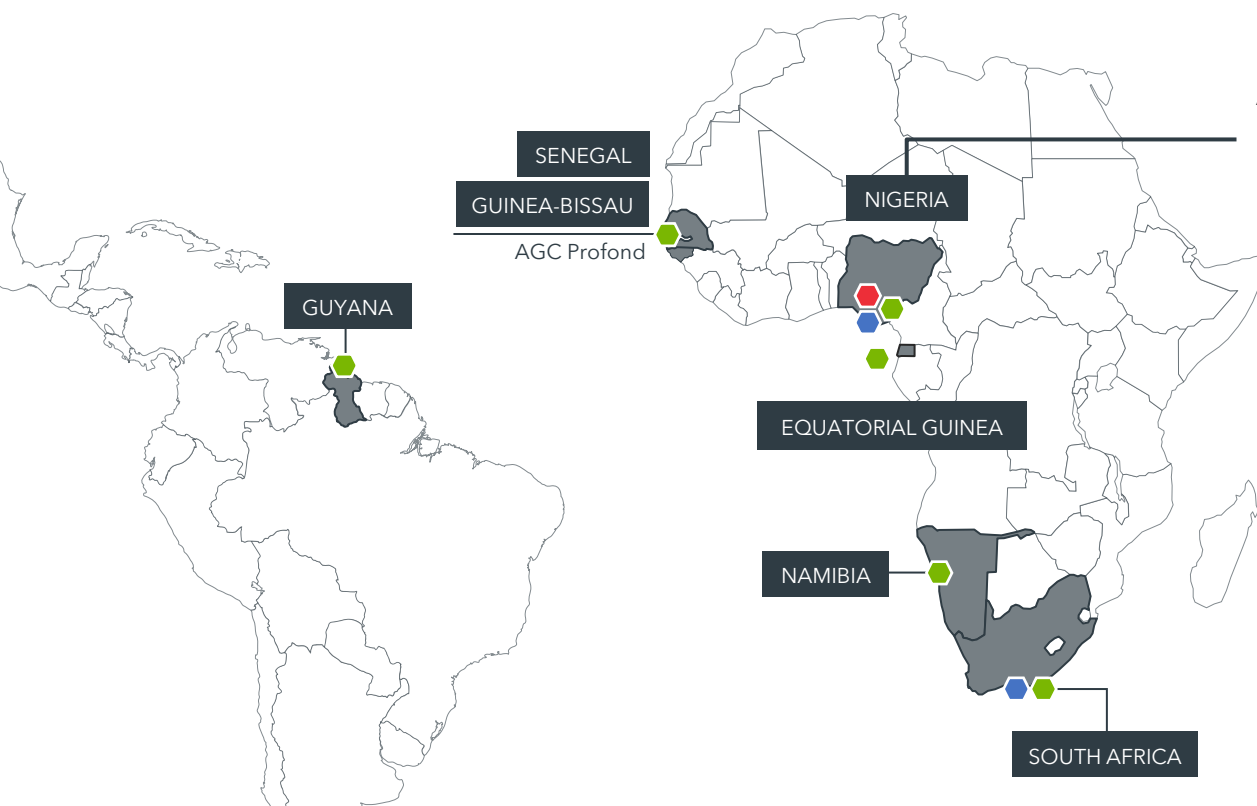 SENEGAL
GUINEA-BISSAU
AGC Profond
NIGERIA
GUYANA
EQUATORIAL GUINEA
NAMIBIA
SOUTH AFRICA